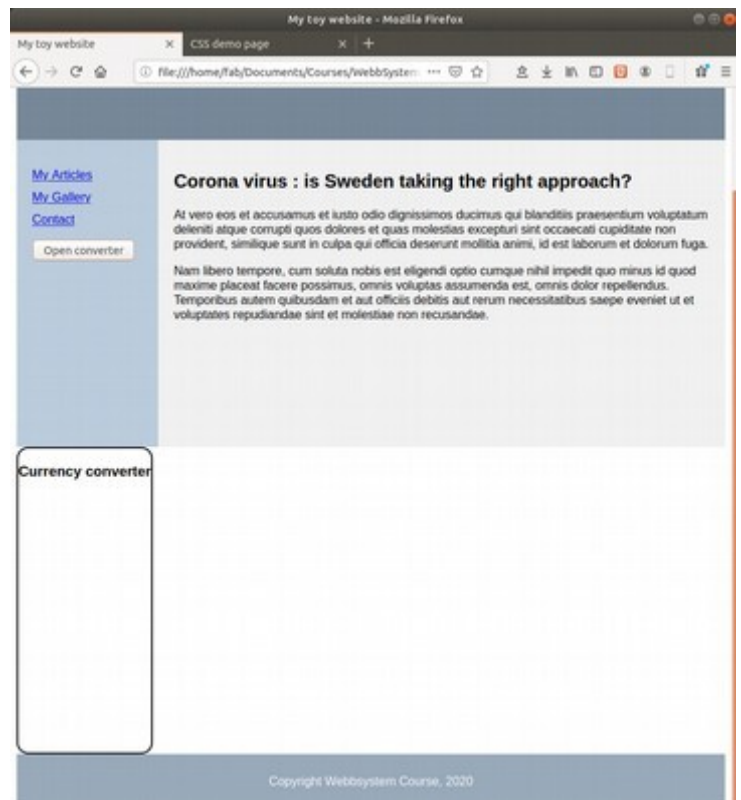 My toy website - Mozilla Firefox
My toy website
CSS demo page
file:///home/fab/Documents/Courses/WebbSystem
My Articles
My Gallery
Contact
Open converter
Corona virus : is Sweden taking the right approach?
At vero eos et accusamus et iusto odio dignissimos ducimus qui blanditiis praesentium voluptatum
deleniti atque corrupti quos dolores et quas molestias excepturi sint occaecati cupiditate non
provident, similique sunt in culpa qui officia deserunt mollitia animi, id est laborum et dolorum fuga.
Nam libero tempore, cum soluta nobis est eligendi optio cumque nihil impedit quo minus id quod
maxime placeat facere possimus, omnis voluptas assumenda est, omnis dolor repellendus.
Temporibus autem quibusdam et aut officiis debitis aut rerum necessitatibus saepe eveniet ut et
voluptates repudiandae sint et molestiae non recusandae.
Currency converter
Copyright Webbsystem Course, 2020